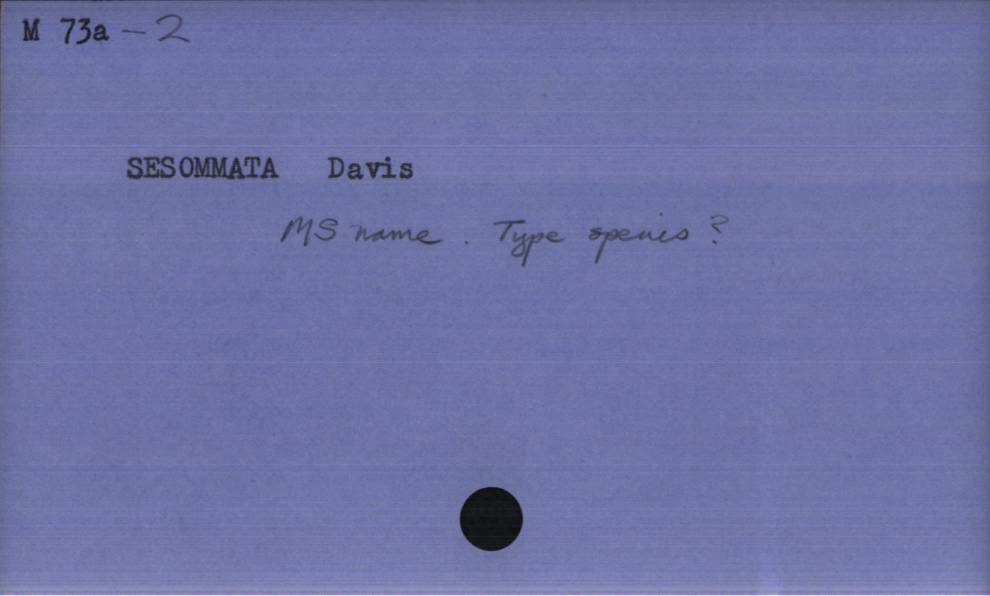 M 73a - 2
SESOMMATA Davis
MS name. Type species?